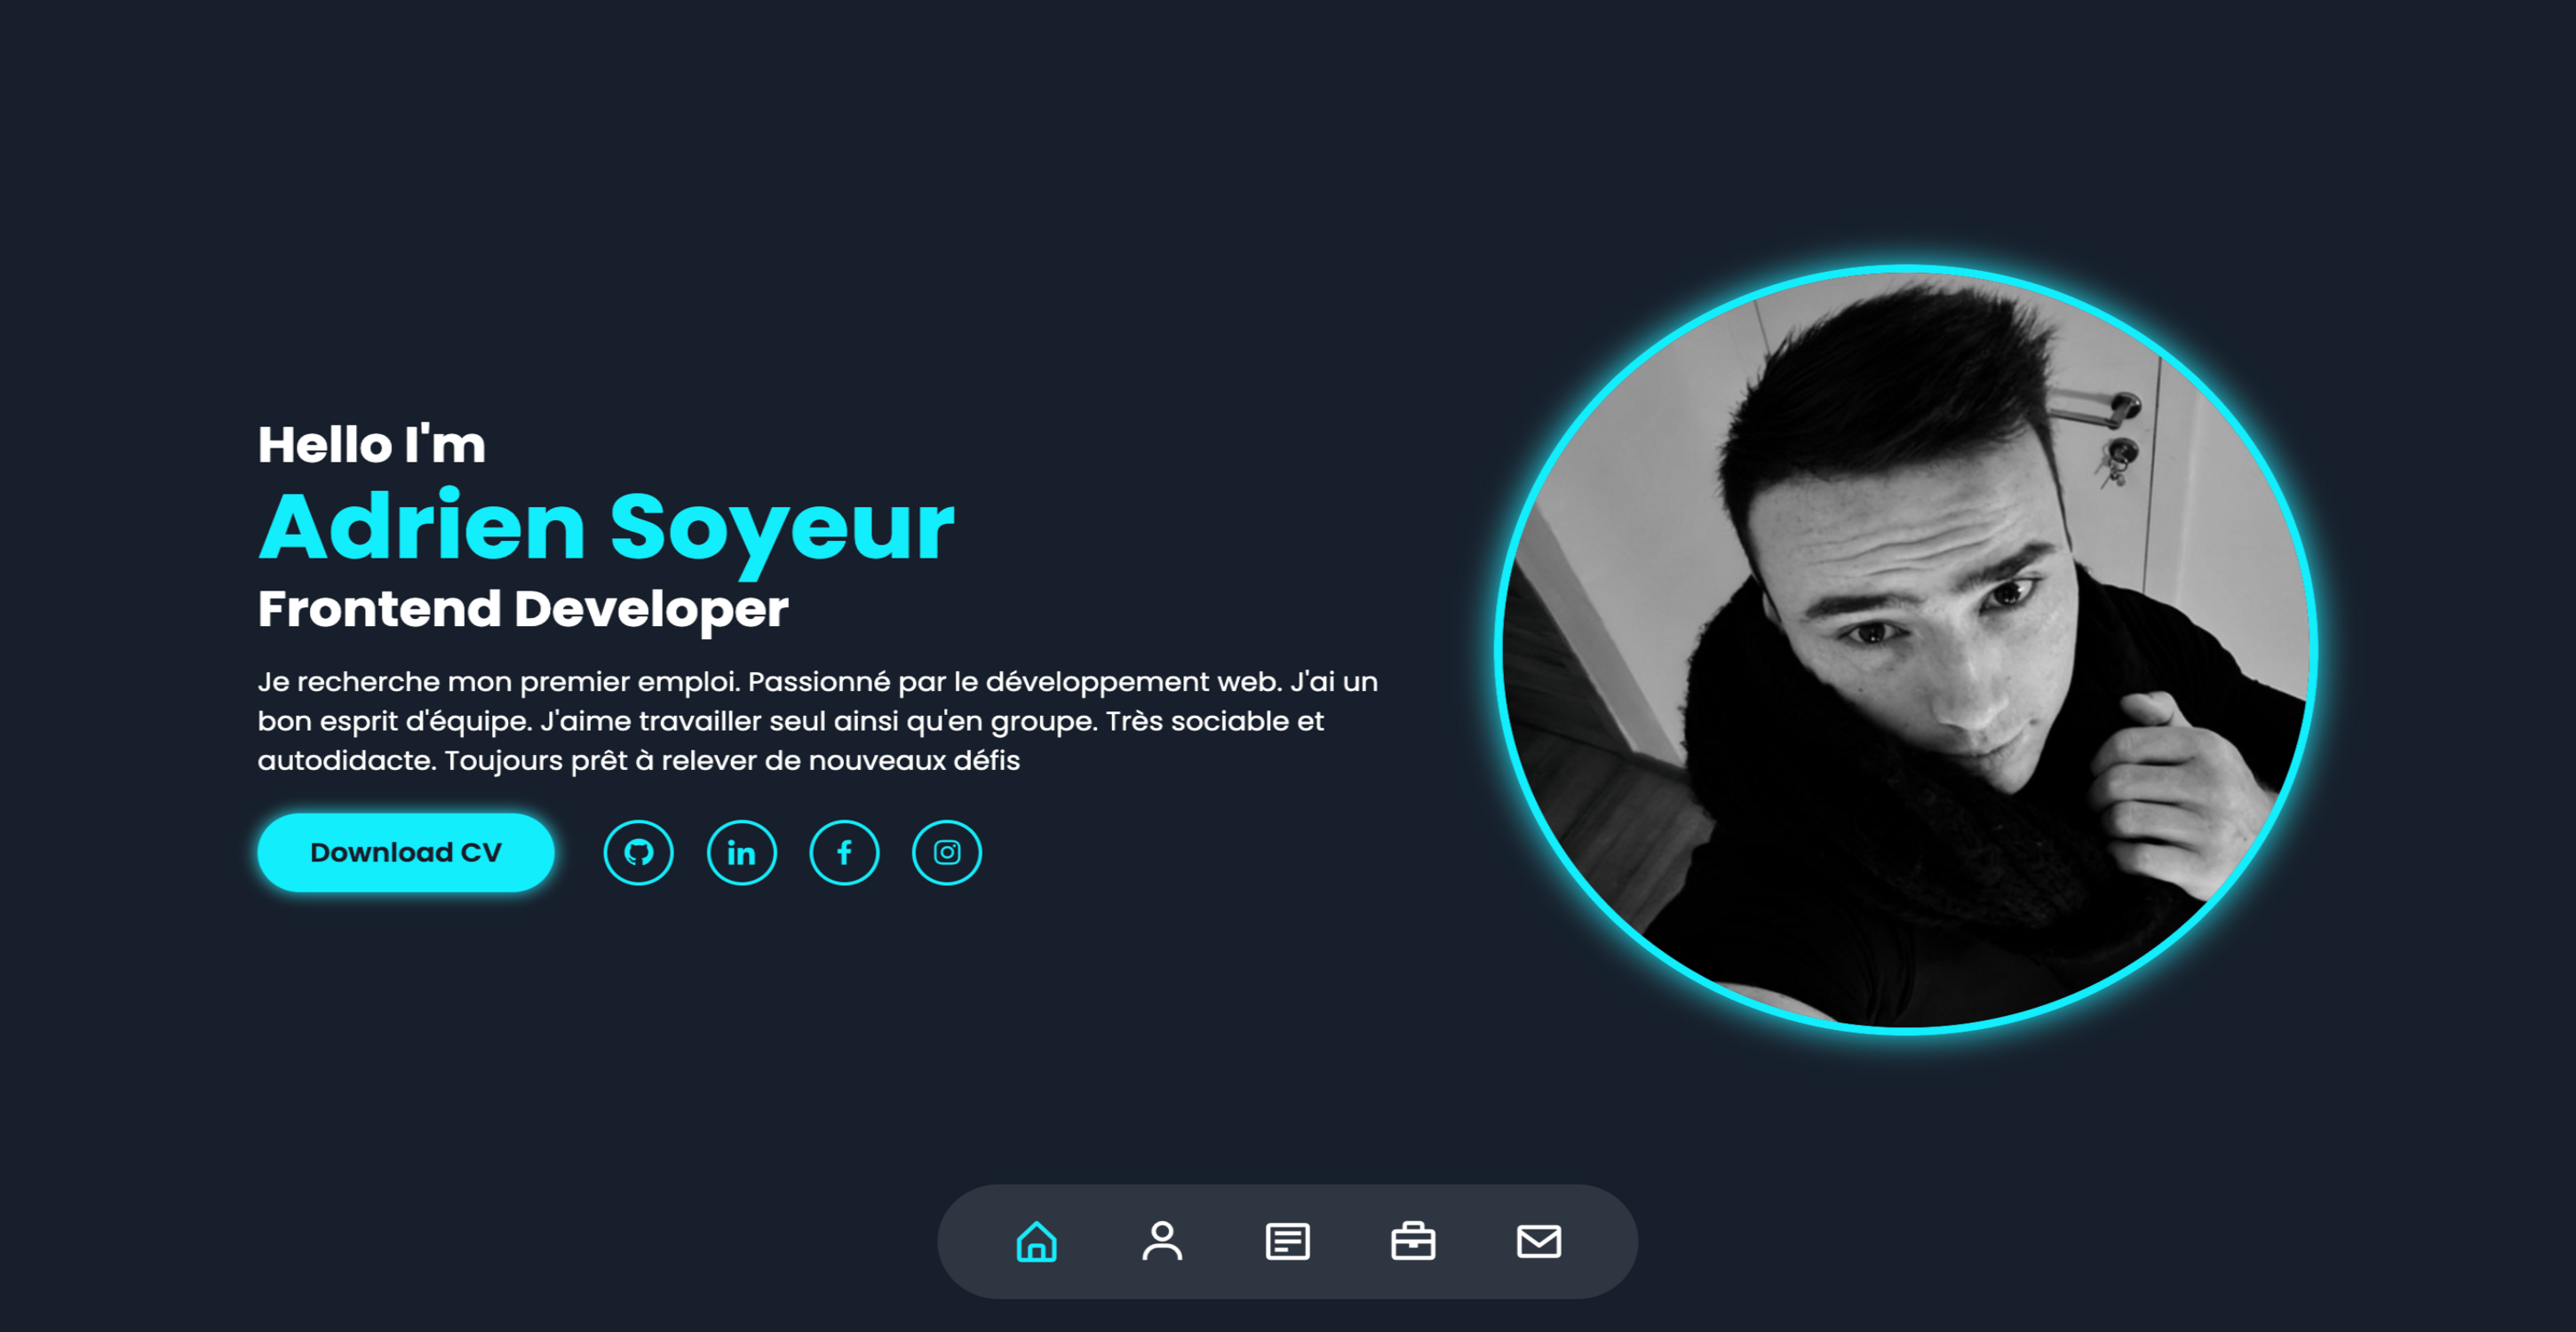 Hello I'm
Adrien Soyeur
Frontend Developer
Je recherche mon premier emploi. Passionné par le développement web. J'ai un
bon esprit d'équipe. J'aime travailler seul ainsi qu'en groupe. Très sociable et
autodidacte. Toujours prêt à relever de nouveaux défis
Download CV